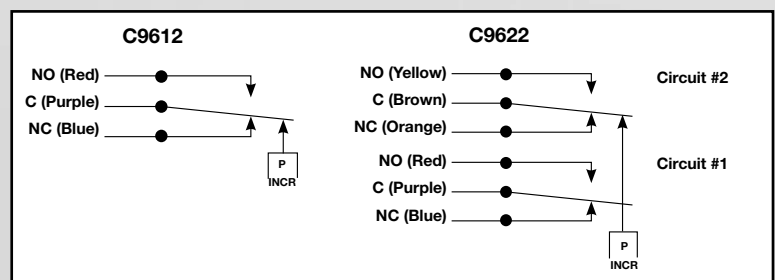 C9612
NO (Red)
C (Purple)
NC (Blue)
P
INCR
C9622
NO (Yellow)
C (Brown)
NC (Orange)
Circuit #2
NO (Red)
C (Purple)
NC (Blue)
Circuit #1
P
INCR